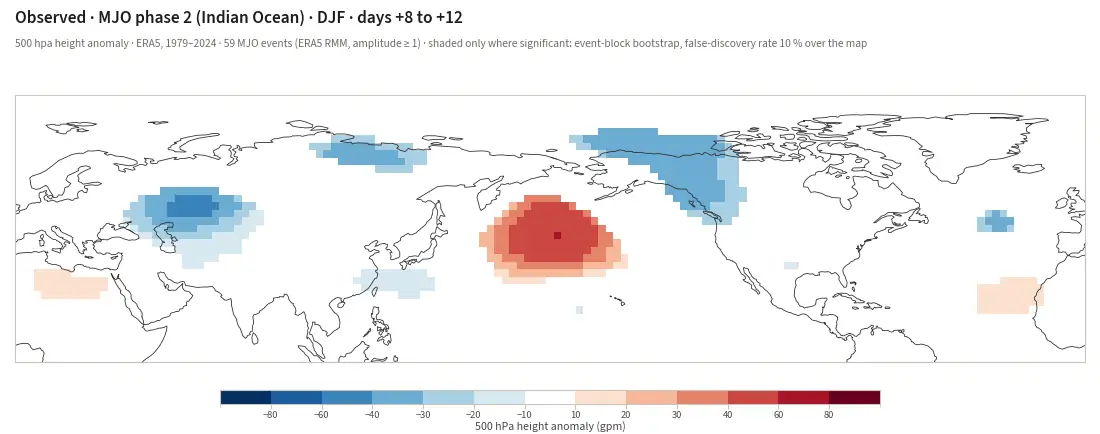 Observed · MJO phase 2 (Indian Ocean) · DJF · days +8 to +12
500 hpa height anomaly · ERA5, 1979–2024 · 59 MJO events (ERA5 RMM, amplitude ≥ 1) · shaded only where significant: event-block bootstrap, false-discovery rate 10 % over the map
−80 −60 −40 −30 −20 −10 10 20 30 40 60 80
500 hPa height anomaly (gpm)